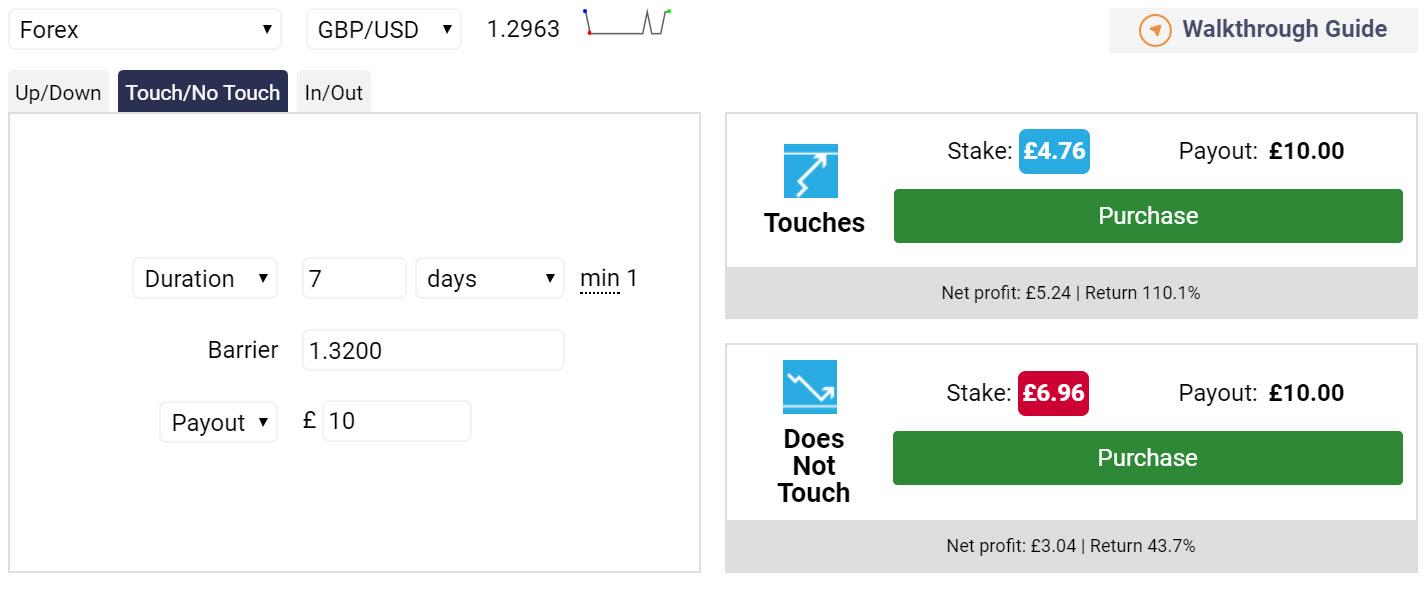 Forex GBP/USD 1.2963 Walkthrough Guide
Up/Down Touch/No Touch In/Out
Duration 7 days min 1
Barrier 1.3200
Payout £ 10
Stake: £4.76 Payout: £10.00
Touches Purchase
Net profit: £5.24 | Return 110.1%
Stake: £6.96 Payout: £10.00
Does
Not
Touch
Purchase
Net profit: £3.04 | Return 43.7%